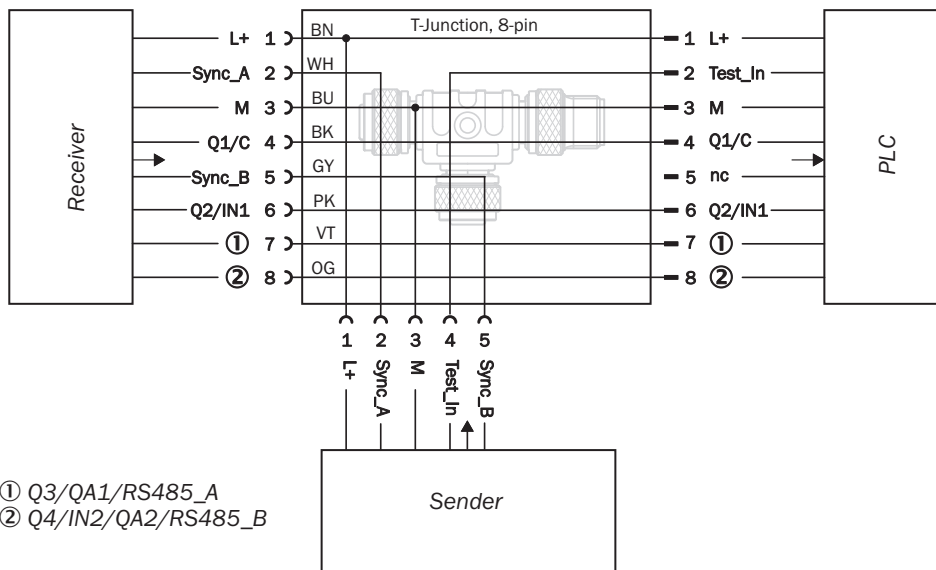 T-Junction, 8-pin
L+ 1 BN 1 L+
Sync_A 2 WH 2 Test_In
M 3 BU 3 M
Q1/C 4 BK 4 Q1/C
Sync_B 5 GY 5 nc
Q2/IN1 6 PK 6 Q2/IN1
① 7 VT 7 ①
② 8 OG 8 ②
Receiver
PLC
1 2 3 4 5
L+ Sync_A M Test_In Sync_B
Sender
① Q3/QA1/RS485_A
② Q4/IN2/QA2/RS485_B